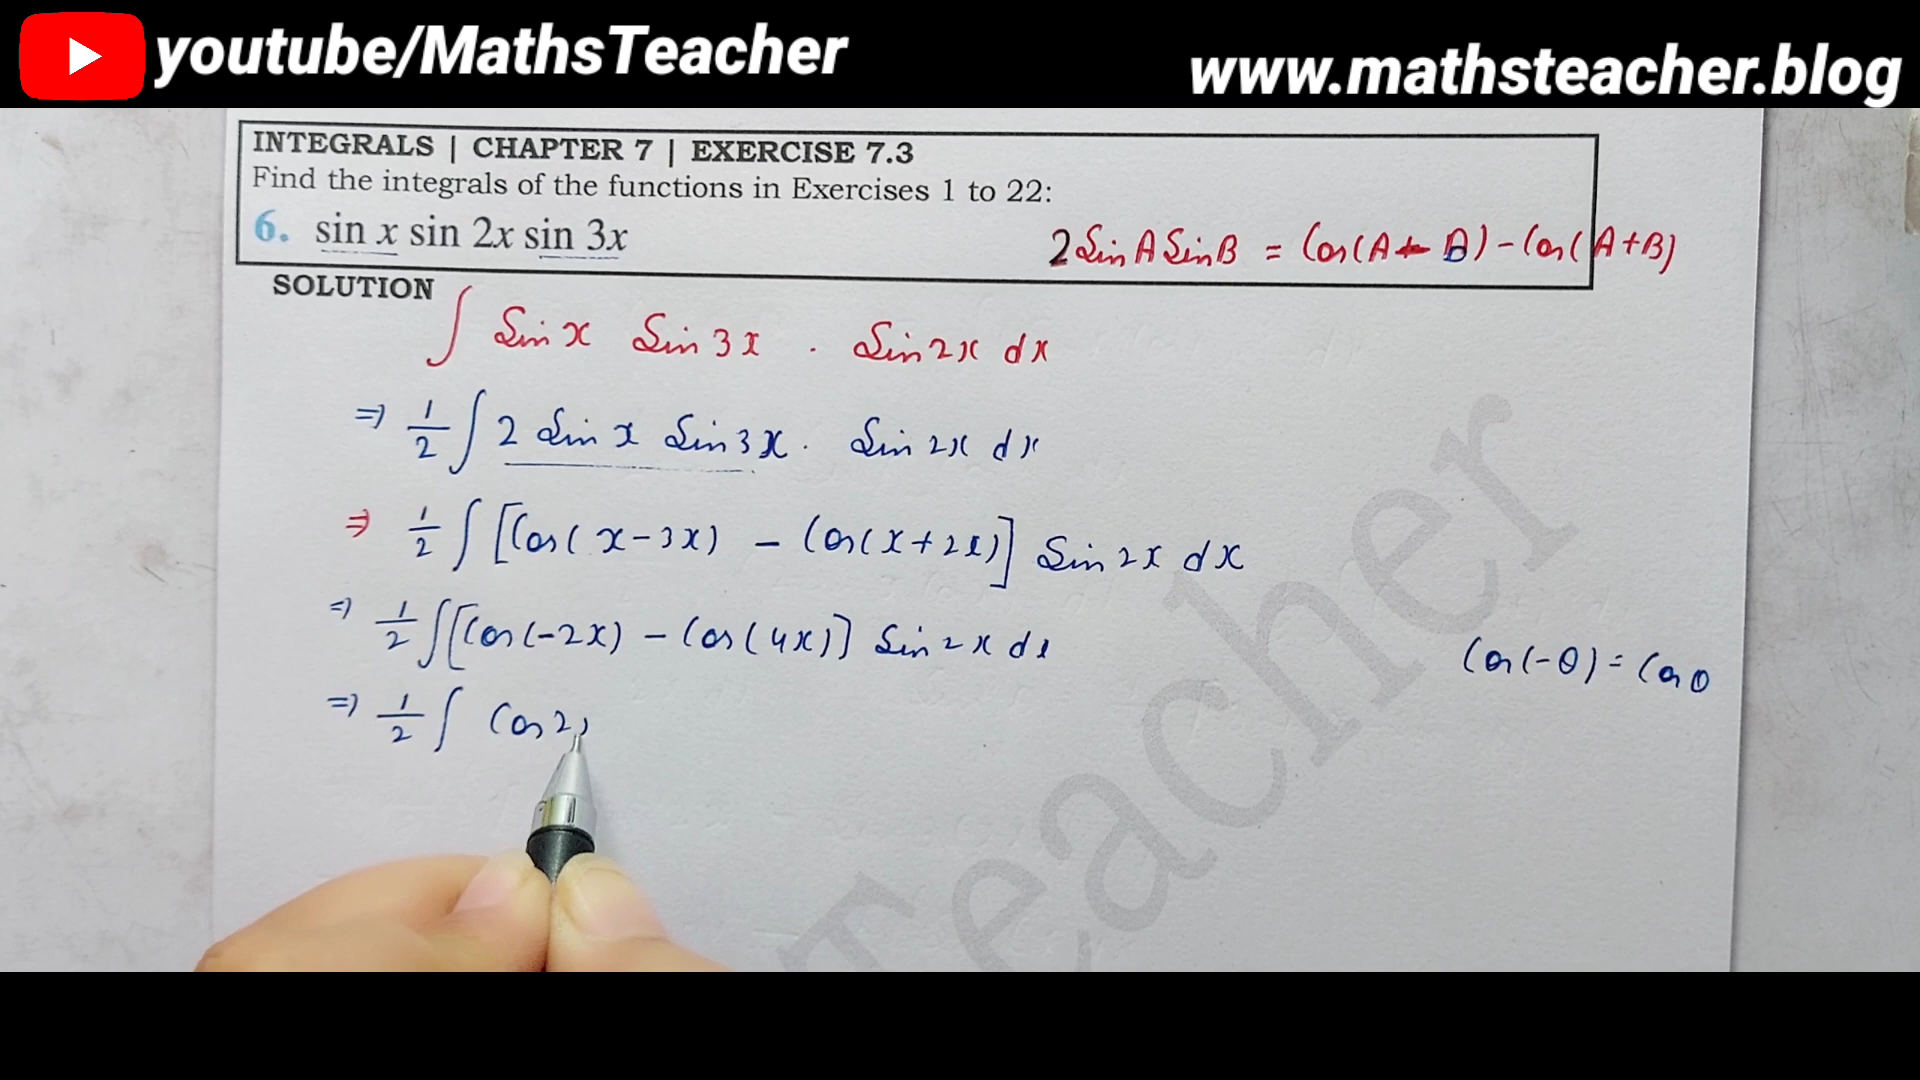 youtube/MathsTeacher
www.mathsteacher.blog
INTEGRALS | CHAPTER 7 | EXERCISE 7.3
Find the integrals of the functions in Exercises 1 to 22:
6. sin x sin 2x sin 3x
2 Sin A Sin B = Cos(A - B) - Cos(A+B)
SOLUTION
∫ Sin x Sin 3x . Sin 2x dx
⇒ 1/2 ∫ 2 Sin x Sin 3x . Sin 2x dx
⇒ 1/2 ∫ [Cos(x-3x) - Cos(x+2x)] Sin 2x dx
⇒ 1/2 ∫ [Cos(-2x) - Cos(4x)] Sin 2x dx
Cos(-θ) = Cos θ
⇒ 1/2 ∫ Cos 2
Teacher